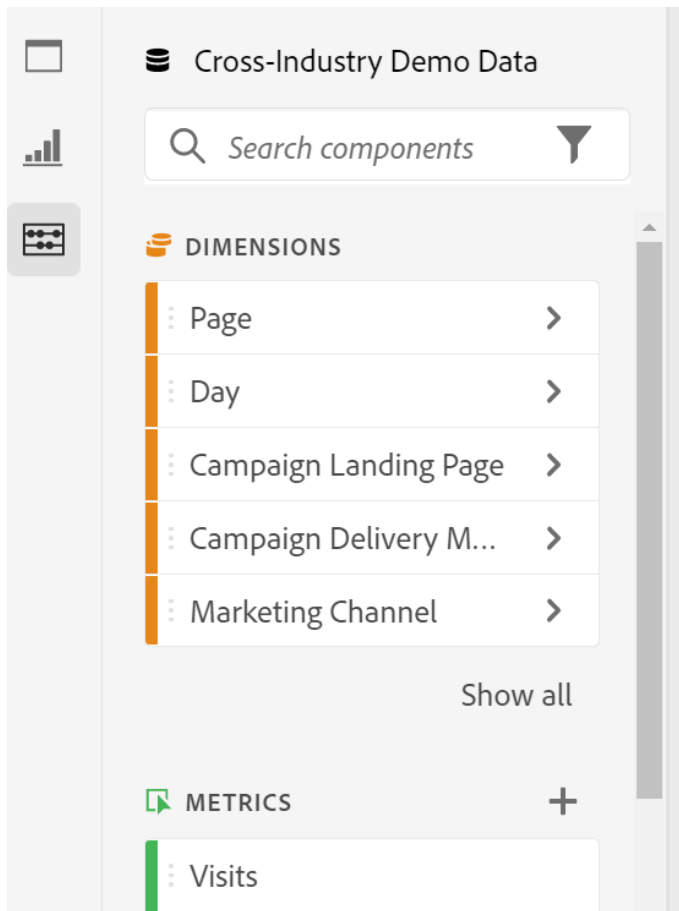 Cross-Industry Demo Data
Search components
DIMENSIONS
Page
Day
Campaign Landing Page
Campaign Delivery M...
Marketing Channel
Show all
METRICS
Visits